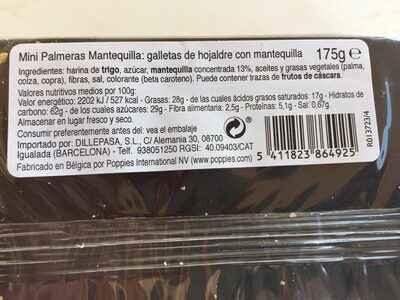 Mini Palmeras Mantequilla: galletas de hojaldre con mantequilla 175g e
Ingredientes: harina de trigo, azúcar, mantequilla concentrada 13%, aceites y grasas vegetales (palma,
colza, copra), fibras, sal, colorante (beta caroteno). Puede contener trazas de frutos de cáscara.
Valores nutritivos medios por 100g:
Valor energético: 2202 kJ / 527 kcal - Grasas: 28g - de las cuales ácidos grasos saturados: 17g - Hidratos de
carbono: 62g - de los cuales azúcares: 29g - Fibra alimentaria: 2,5g - Proteínas: 5,1g - Sal: 0,67g.
Almacenar en lugar fresco y seco.
Consumir preferentemente antes del: vea el embalaje
Importado por: DILLEPASA, S.L., C/ Alemania 30, 08700
Igualada (BARCELONA) - Telf. 938051250 RGSI: 40.09403/CAT
Fabricado en Bélgica por Poppies International NV (www.poppies.com)
5 411823 864925
R013723/4